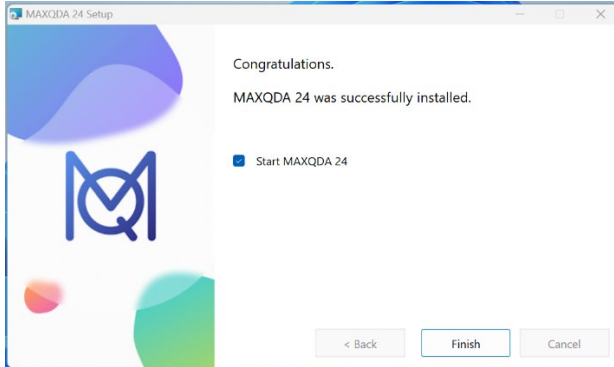 MAXQDA 24 Setup
Congratulations.
MAXQDA 24 was successfully installed.
Start MAXQDA 24
< Back
Finish
Cancel